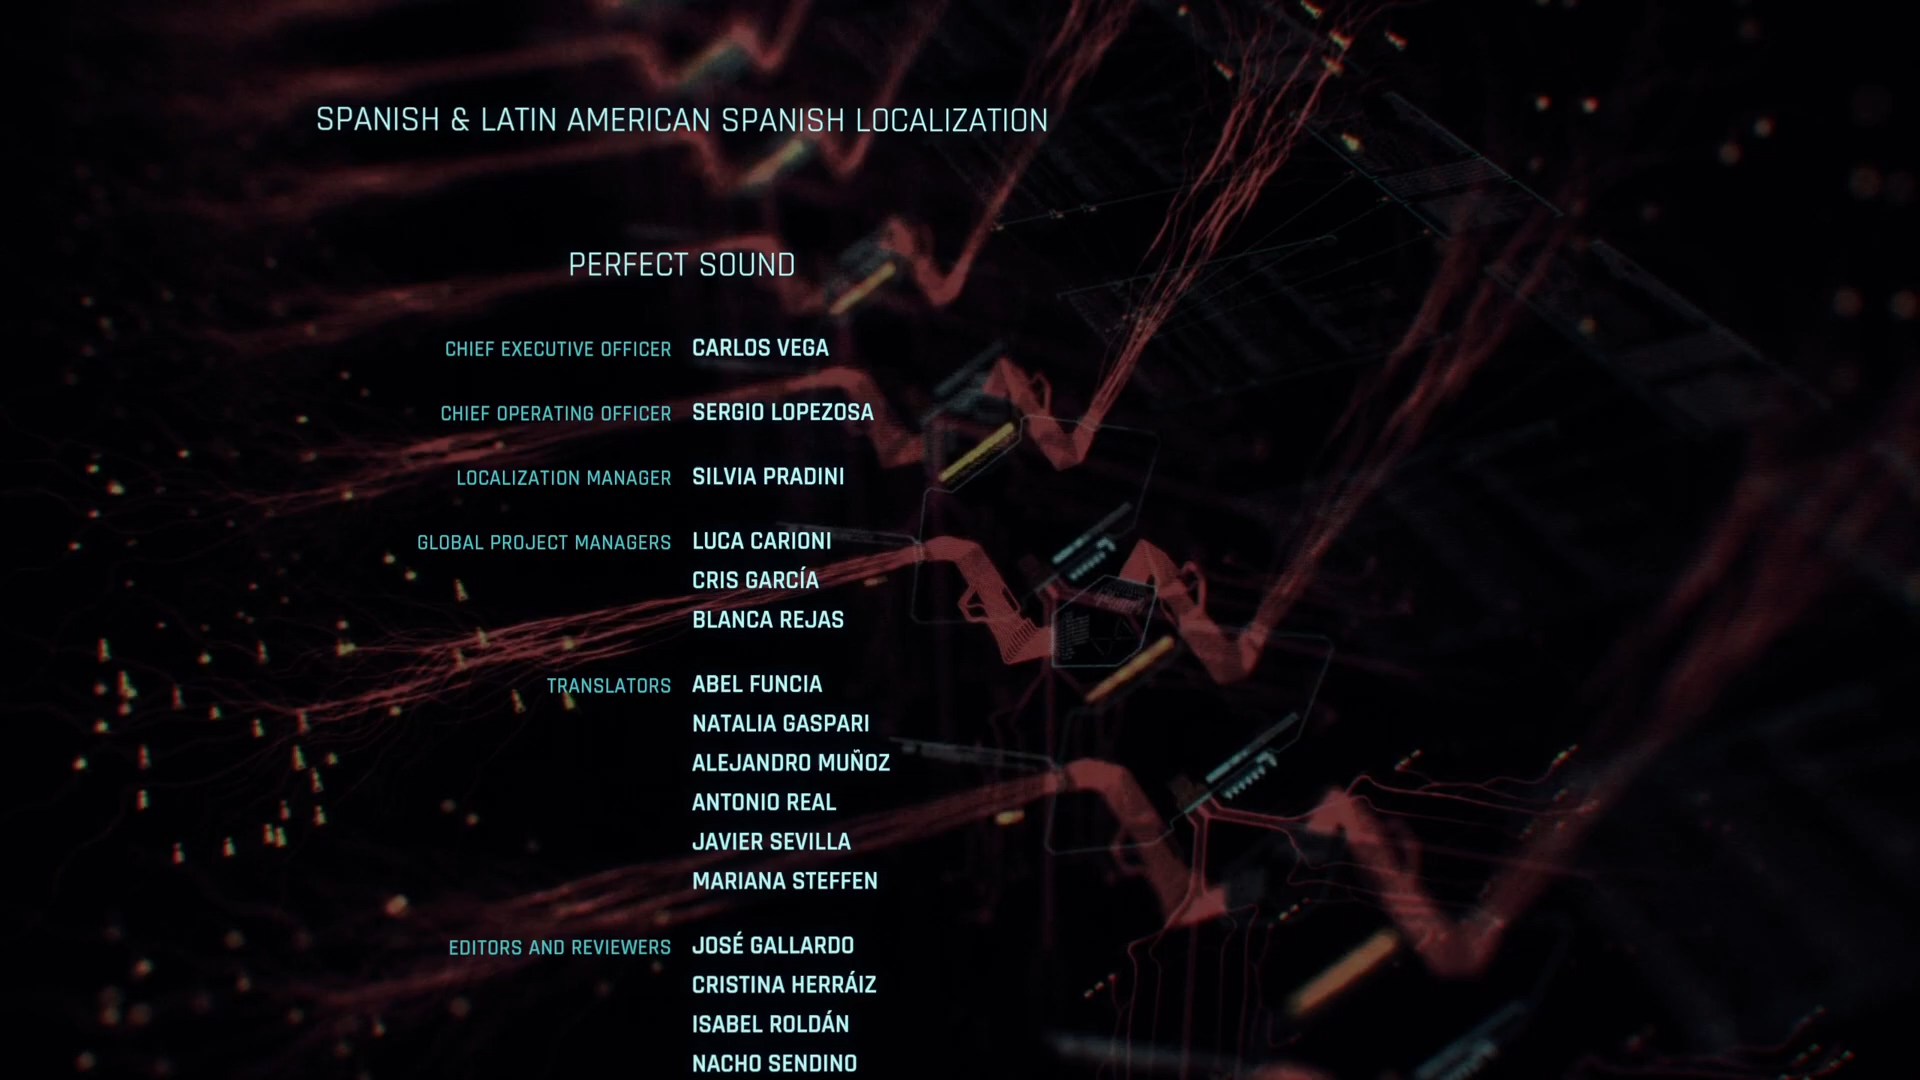 SPANISH & LATIN AMERICAN SPANISH LOCALIZATION
PERFECT SOUND
CHIEF EXECUTIVE OFFICER CARLOS VEGA
CHIEF OPERATING OFFICER SERGIO LOPEZOSA
LOCALIZATION MANAGER SILVIA PRADINI
GLOBAL PROJECT MANAGERS LUCA CARIONI
CRIS GARCÍA
BLANCA REJAS
TRANSLATORS ABEL FUNCIA
NATALIA GASPARI
ALEJANDRO MUÑOZ
ANTONIO REAL
JAVIER SEVILLA
MARIANA STEFFEN
EDITORS AND REVIEWERS JOSÉ GALLARDO
CRISTINA HERRÁIZ
ISABEL ROLDÁN
NACHO SENDINO